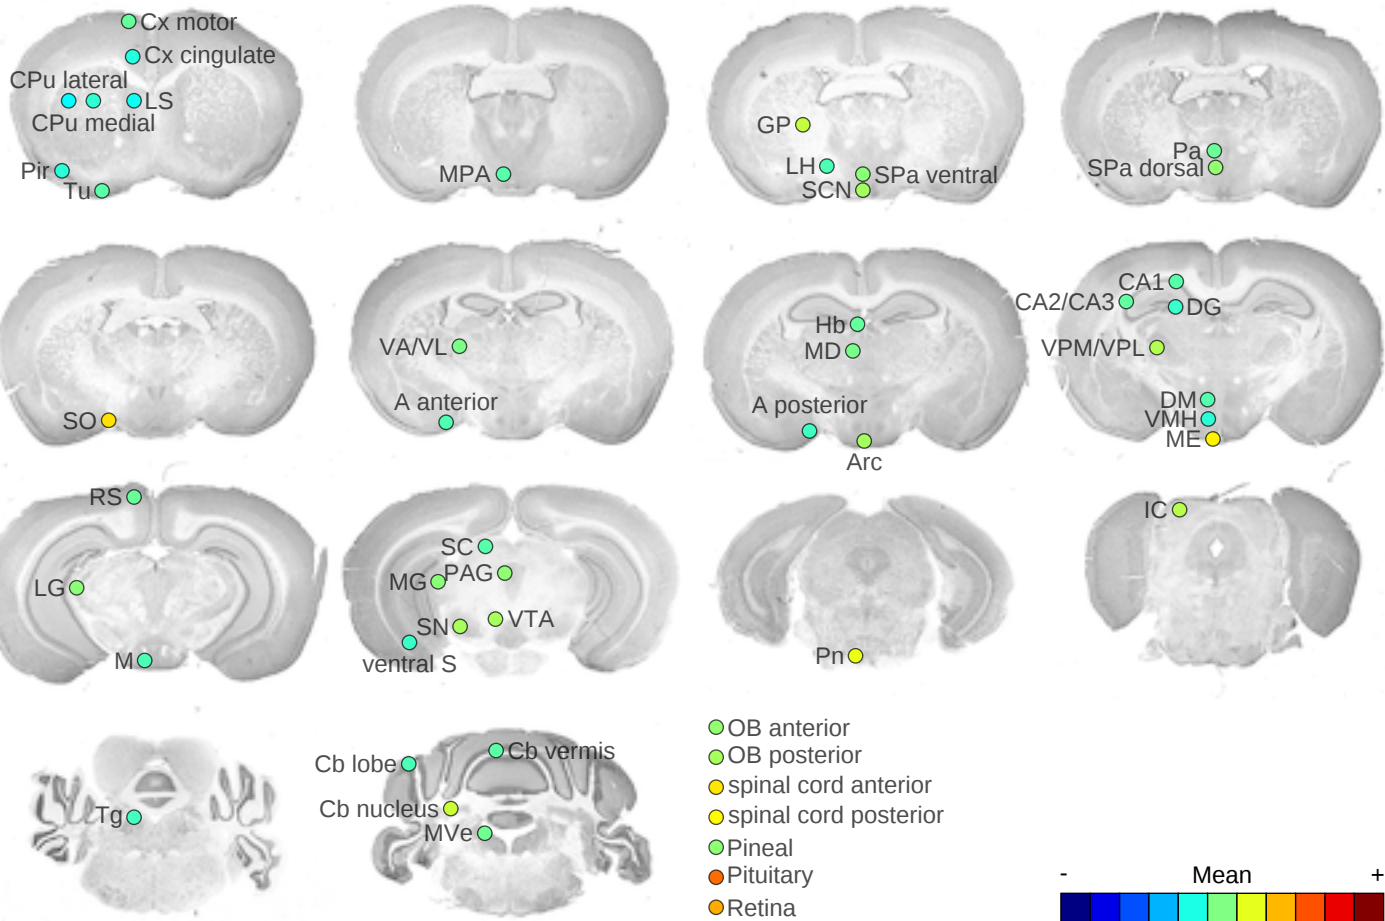 Cx motor
Cx cingulate
CPu lateral
LS
CPu medial
Pir
Tu
MPA
GP
LH
SPa ventral
SCN
Pa
SPa dorsal
SO
VA/VL
A anterior
Hb
MD
A posterior
Arc
CA1
CA2/CA3
DG
VPM/VPL
DM
VMH
ME
RS
LG
M
SC
MG
PAG
SN
VTA
ventral S
Pn
IC
Tg
Cb lobe
Cb vermis
Cb nucleus
MVe
OB anterior
OB posterior
spinal cord anterior
spinal cord posterior
Pineal
Pituitary
Retina
- Mean +